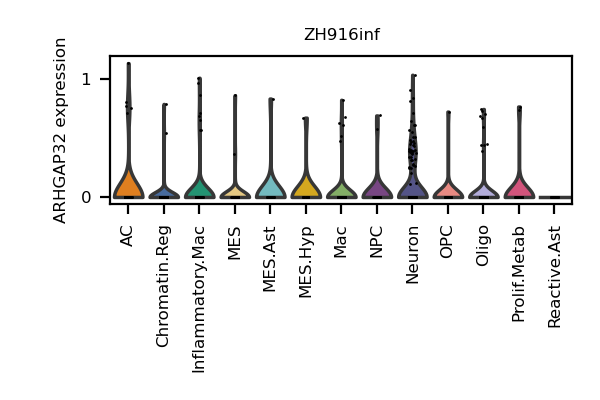 ZH916inf
ARHGAP32 expression
1
0
AC
Chromatin.Reg
Inflammatory.Mac
MES
MES.Ast
MES.Hyp
Mac
NPC
Neuron
OPC
Oligo
Prolif.Metab
Reactive.Ast